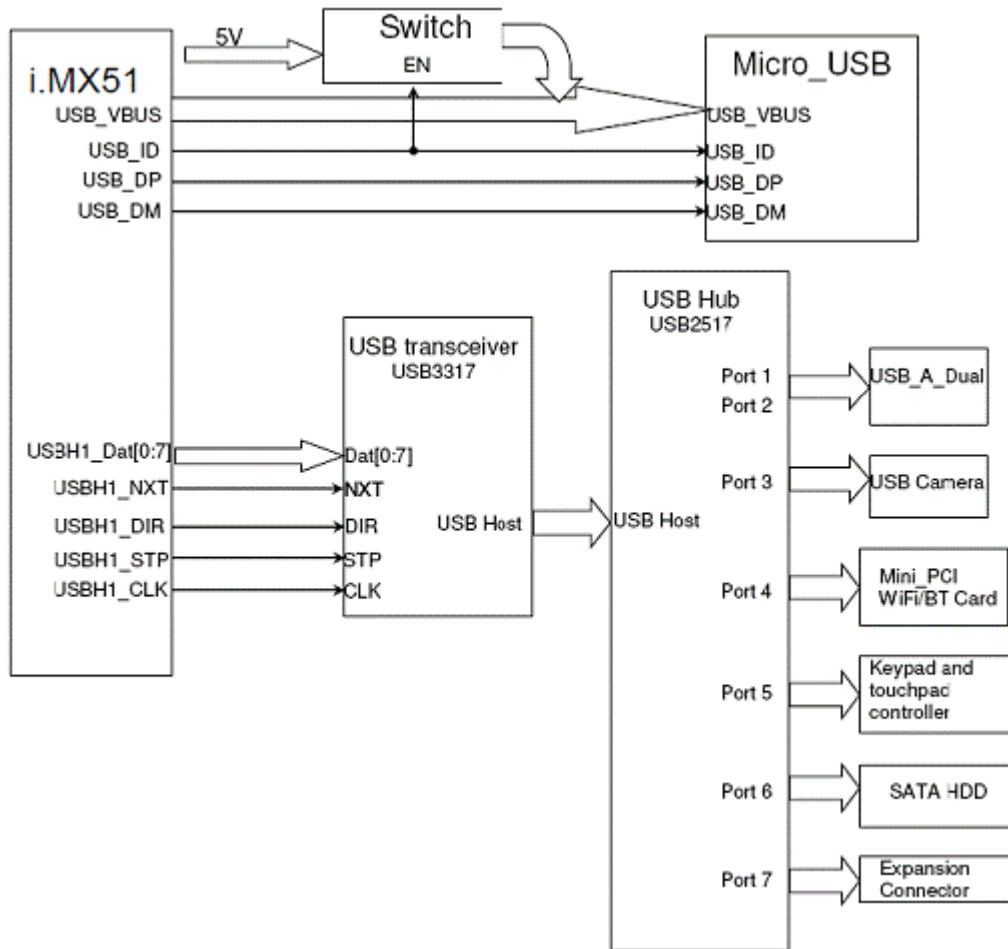 5V
Switch
EN
i.MX51
USB_VBUS
USB_ID
USB_DP
USB_DM
Micro_USB
USB_VBUS
USB_ID
USB_DP
USB_DM
USBH1_Dat[0:7]
USBH1_NXT
USBH1_DIR
USBH1_STP
USBH1_CLK
USB transceiver
USB3317
Dat[0:7]
NXT
DIR
STP
CLK
USB Host
USB Hub
USB2517
USB Host
Port 1
Port 2
Port 3
Port 4
Port 5
Port 6
Port 7
USB_A_Dual
USB Camera
Mini_PCI
WiFi/BT Card
Keypad and
touchpad
controller
SATA HDD
Expansion
Connector